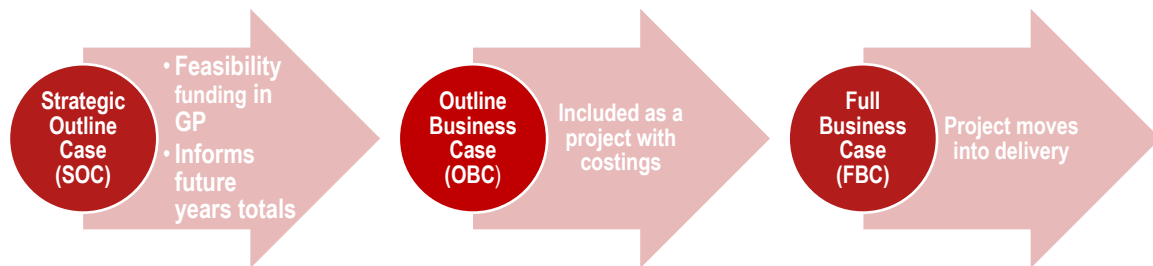 Strategic
Outline
Case
(SOC)
• Feasibility
funding in
GP
• Informs
future
years totals
Outline
Business
Case
(OBC)
Included as a
project with
costings
Full
Business
Case
(FBC)
Project moves
into delivery